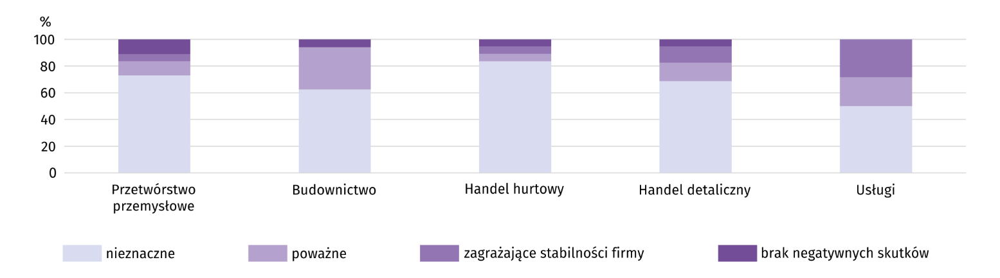 %
100
80
60
40
20
0
Przetwórstwo
przemysłowe
Budownictwo
Handel hurtowy
Handel detaliczny
Usługi
nieznaczne
poważne
zagrażające stabilności firmy
brak negatywnych skutków